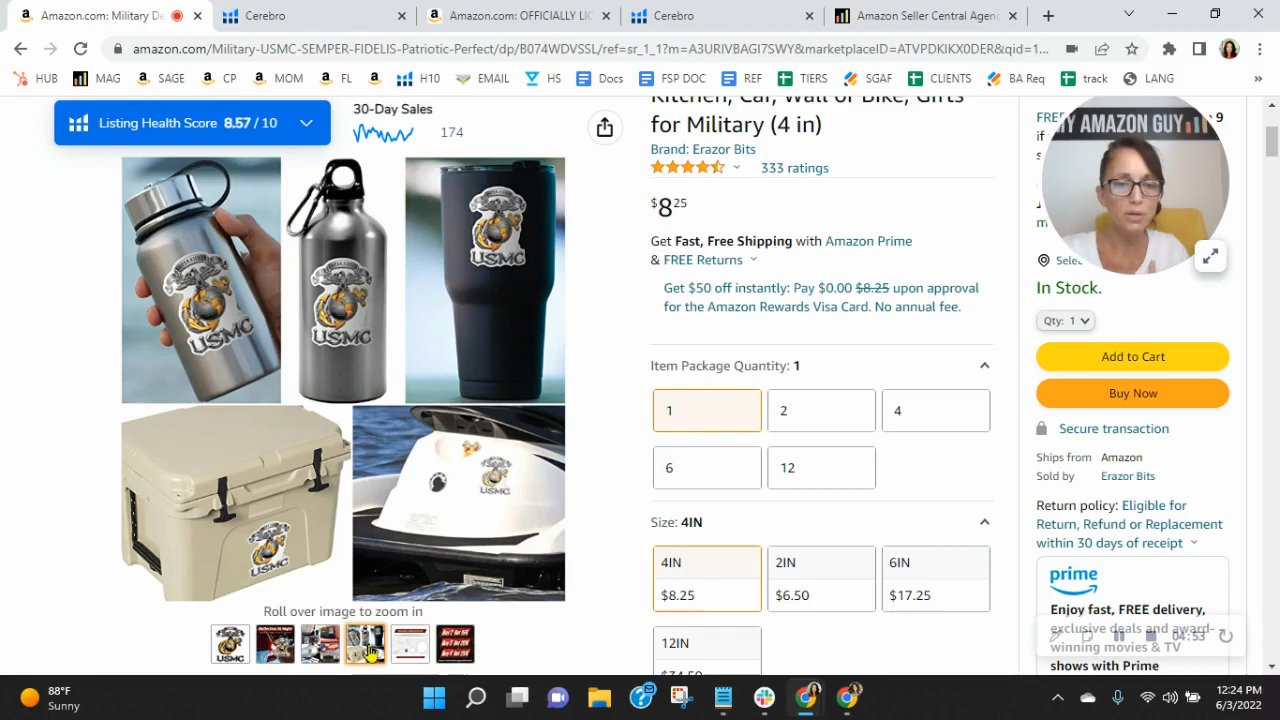 Amazon.com: Military De
Cerebro
Amazon.com: OFFICIALLY LIC
Cerebro
Amazon Seller Central Agenc
amazon.com/Military-USMC-SEMPER-FIDELIS-Patriotic-Perfect/dp/B074WDVSSL/ref=sr_1_1?m=A3URIVBAGI7SWY&marketplaceID=ATVPDKIKX0DER&qid=1...
HUB
MAG
SAGE
CP
MOM
FL
H10
EMAIL
HS
Docs
FSP DOC
REF
TIERS
SGAF
CLIENTS
BA Req
track
LANG
Listing Health Score 8.57 / 10
30-Day Sales
174
Kitchen, Car, Wall or Bike, Gifts
for Military (4 in)
Brand: Erazor Bits
333 ratings
$8 25
Get Fast, Free Shipping with Amazon Prime
& FREE Returns
Get $50 off instantly: Pay $0.00 $8.25 upon approval
for the Amazon Rewards Visa Card. No annual fee.
Item Package Quantity: 1
1
2
4
6
12
Size: 4IN
4IN
$8.25
2IN
$6.50
6IN
$17.25
12IN
USMC
USMC
USMC
USMC
USMC
Roll over image to zoom in
FREE
9
if
MY AMAZON GUY
Selec
In Stock.
Qty: 1
Add to Cart
Buy Now
Secure transaction
Ships from Amazon
Sold by Erazor Bits
Return policy: Eligible for
Return, Refund or Replacement
within 30 days of receipt
prime
Enjoy fast, FREE delivery,
exclusive deals and award-
winning movies & TV
shows with Prime
04:53
88°F
Sunny
12:24 PM
6/3/2022